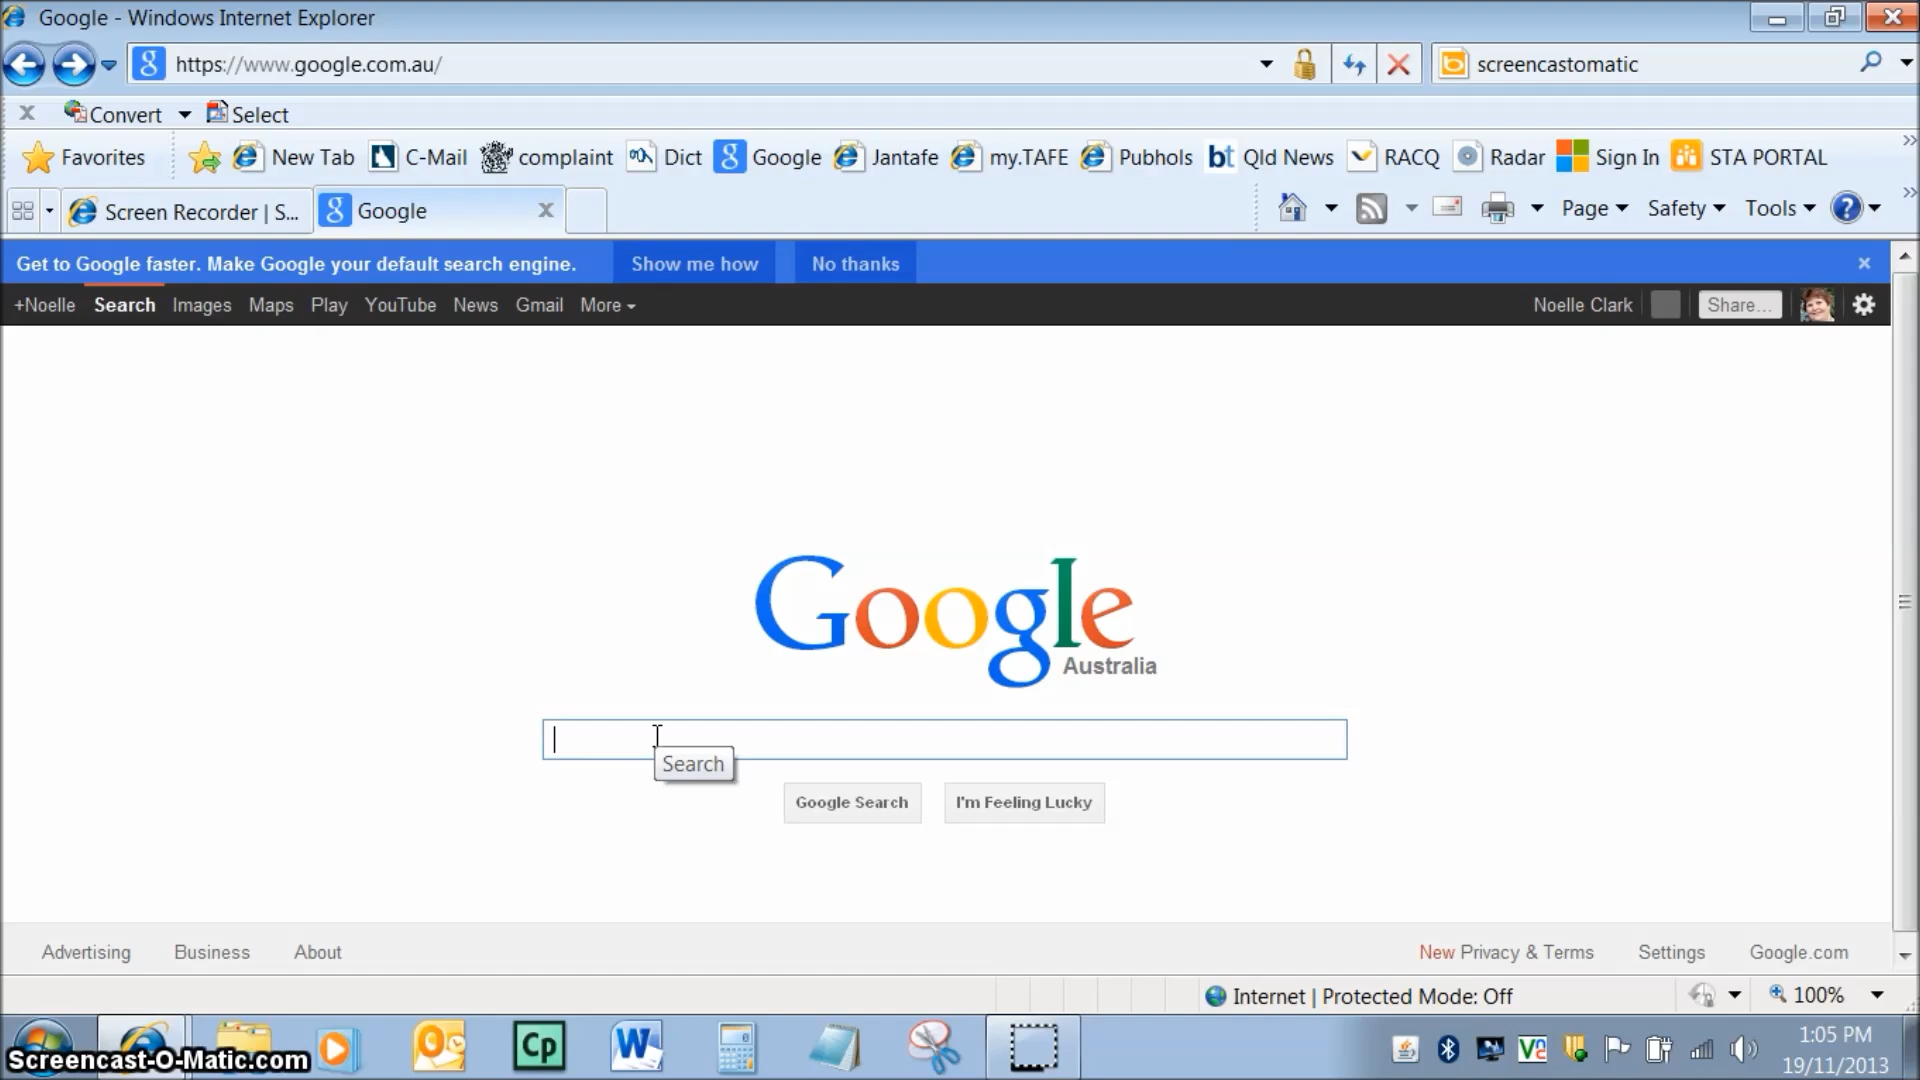 Google - Windows Internet Explorer
https://www.google.com.au/
screencastomatic
Convert Select
Favorites New Tab C-Mail complaint Dict Google Jantafe my.TAFE Pubhols bt Qld News RACQ Radar Sign In STA PORTAL
Screen Recorder | S... Google Page Safety Tools
Get to Google faster. Make Google your default search engine. Show me how No thanks
+Noelle Search Images Maps Play YouTube News Gmail More Noelle Clark Share...
Google
Australia
Search
Google Search I'm Feeling Lucky
Advertising Business About New Privacy & Terms Settings Google.com
Internet | Protected Mode: Off 100%
Screencast-O-Matic.com
Cp
1:05 PM
19/11/2013